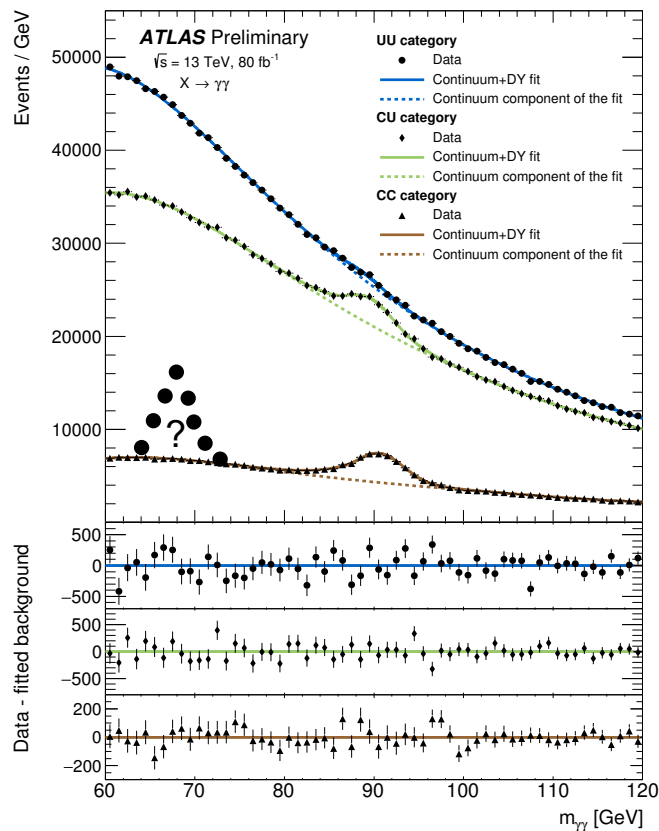 ATLAS Preliminary
√s = 13 TeV, 80 fb⁻¹
X → γγ
UU category
Data
Continuum+DY fit
Continuum component of the fit
CU category
Data
Continuum+DY fit
Continuum component of the fit
CC category
Data
Continuum+DY fit
Continuum component of the fit
Events / GeV
50000
40000
30000
20000
10000
?
Data - fitted background
500
0
−500
500
0
−500
200
0
−200
60 70 80 90 100 110 120
mγγ [GeV]